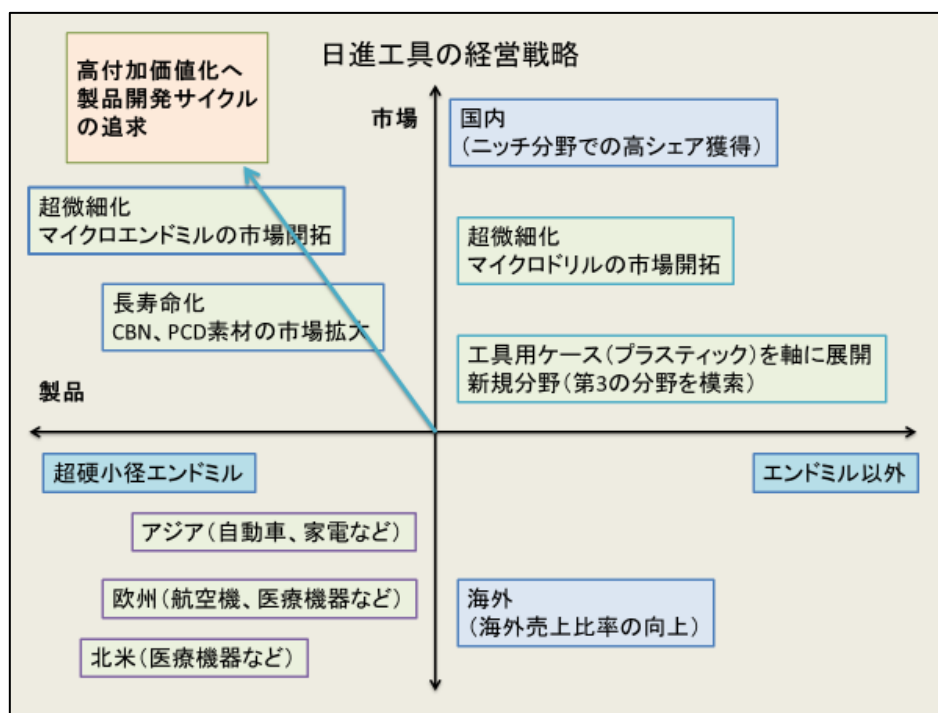 日進工具の経営戦略
高付加価値化へ
製品開発サイクル
の追求
市場
国内
(ニッチ分野での高シェア獲得)
超微細化
マイクロエンドミルの市場開拓
超微細化
マイクロドリルの市場開拓
長寿命化
CBN、PCD素材の市場拡大
工具用ケース(プラスティック)を軸に展開
新規分野(第3の分野を模索)
製品
超硬小径エンドミル
エンドミル以外
アジア(自動車、家電など)
欧州(航空機、医療機器など)
北米(医療機器など)
海外
(海外売上比率の向上)